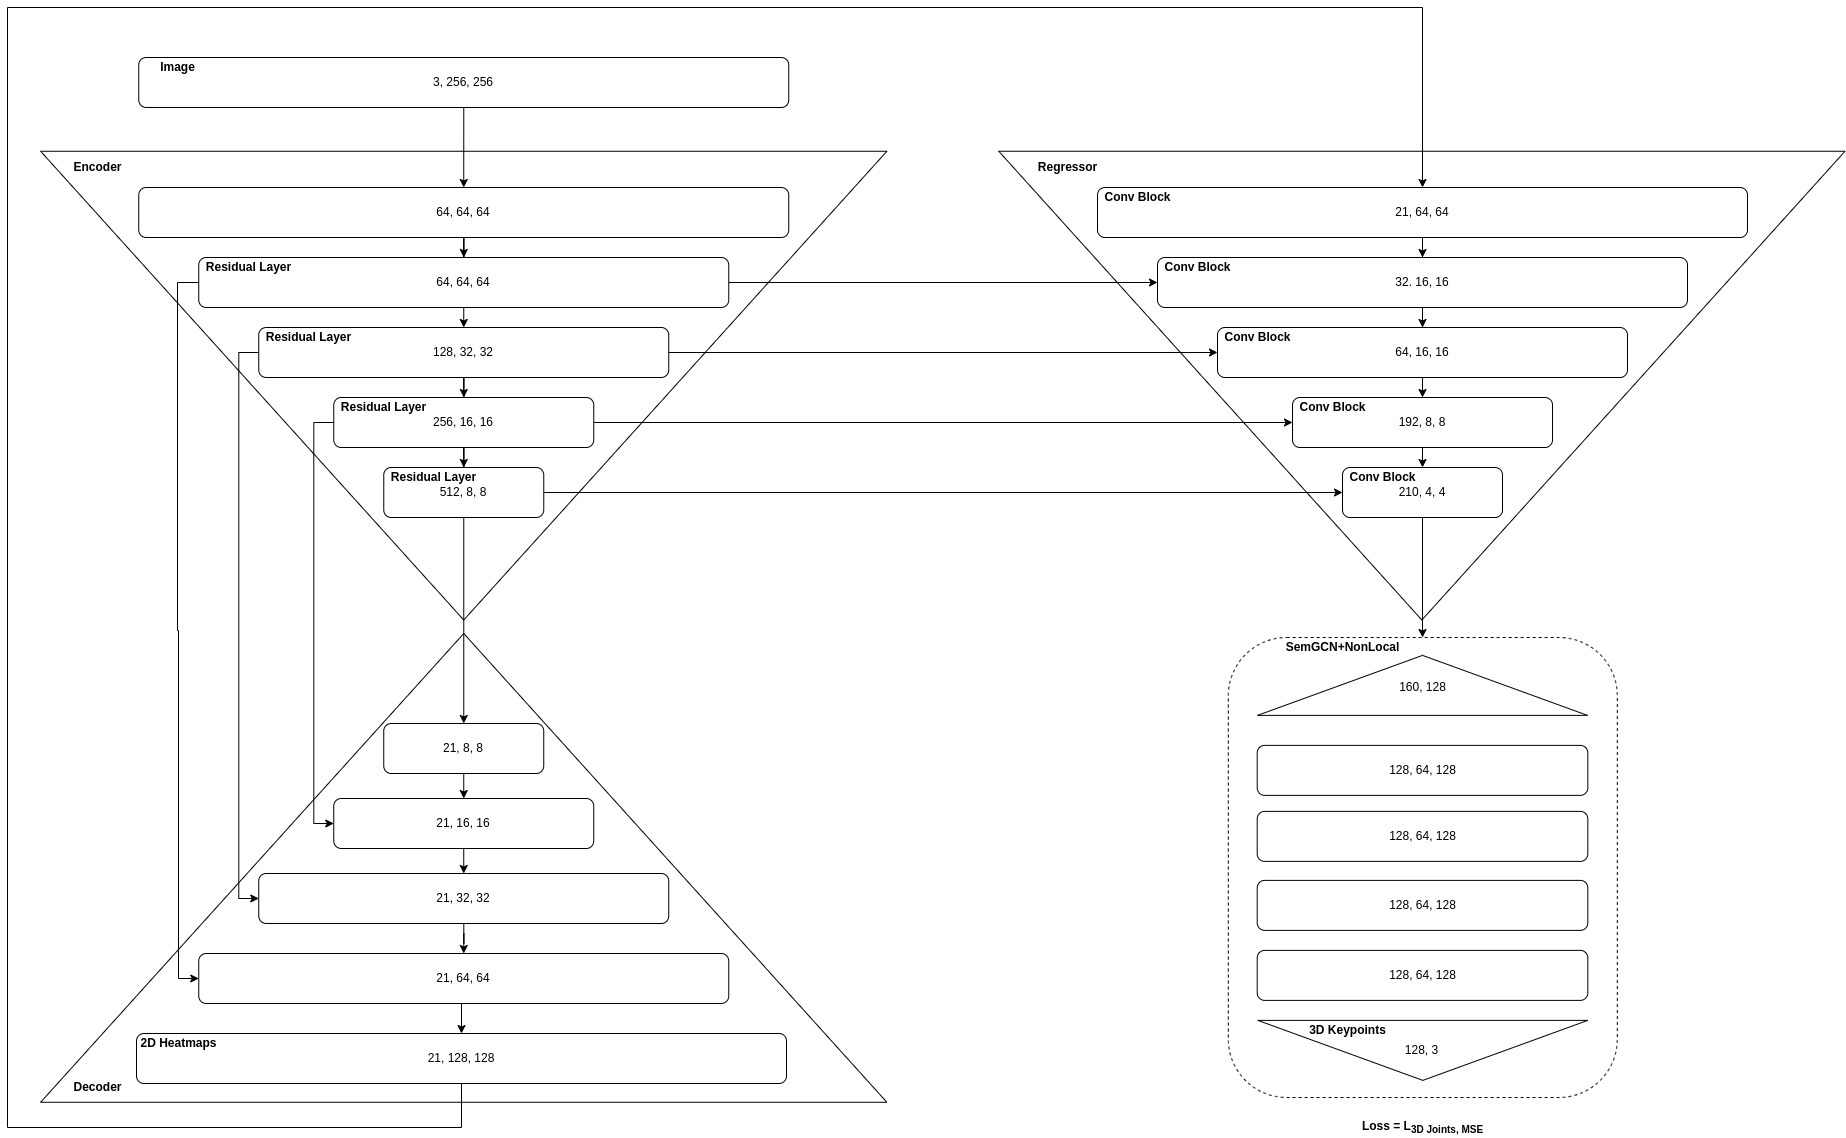 Image
3, 256, 256
Encoder
64, 64, 64
Residual Layer
64, 64, 64
Residual Layer
128, 32, 32
Residual Layer
256, 16, 16
Residual Layer
512, 8, 8
21, 8, 8
21, 16, 16
21, 32, 32
21, 64, 64
2D Heatmaps
21, 128, 128
Decoder
Regressor
Conv Block
21, 64, 64
Conv Block
32. 16, 16
Conv Block
64, 16, 16
Conv Block
192, 8, 8
Conv Block
210, 4, 4
SemGCN+NonLocal
160, 128
128, 64, 128
128, 64, 128
128, 64, 128
128, 64, 128
3D Keypoints
128, 3
Loss = L3D Joints, MSE